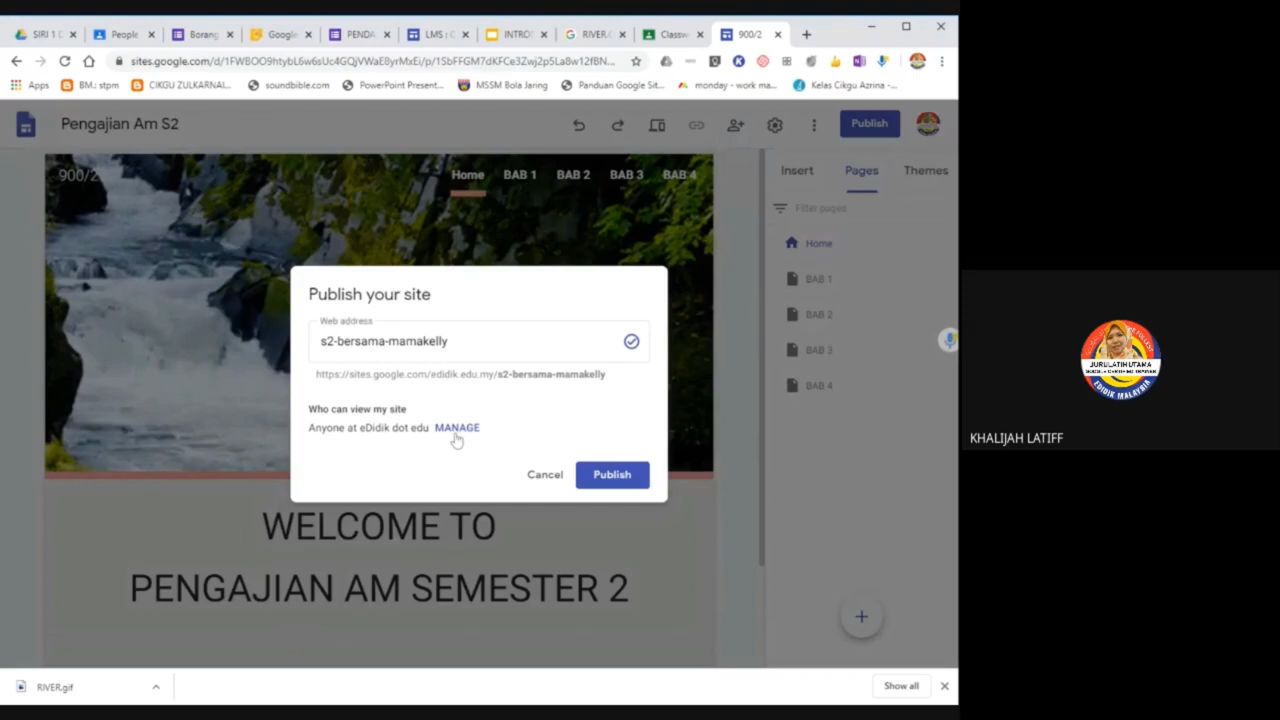 SIRI 1 D
People
Borang
Google
PENDA
LMS : C
INTRO
RIVER.G
Classw
900/2
sites.google.com/d/1FWBOO9htybL6w6sUc4GQjVWaE8yrMxEi/p/1SbFFGM7dKFCe3Zwj2p5La8w12fBN...
Apps
BM.: stpm
CIKGU ZULKARNAI...
soundbible.com
PowerPoint Present...
MSSM Bola Jaring
Panduan Google Sit...
monday - work ma...
Kelas Cikgu Azrina -...
Pengajian Am S2
Publish
900/2
Home BAB 1 BAB 2 BAB 3 BAB 4
Insert Pages Themes
Filter pages
Home
BAB 1
BAB 2
BAB 3
BAB 4
Publish your site
Web address
s2-bersama-mamakelly
https://sites.google.com/edidik.edu.my/s2-bersama-mamakelly
Who can view my site
Anyone at eDidik dot edu MANAGE
Cancel Publish
WELCOME TO
PENGAJIAN AM SEMESTER 2
RIVER.gif
Show all
JURULATIH UTAMA
GOOGLE CERTIFIED TRAINER
EDIDIK MALAYSIA
KHALIJAH LATIFF